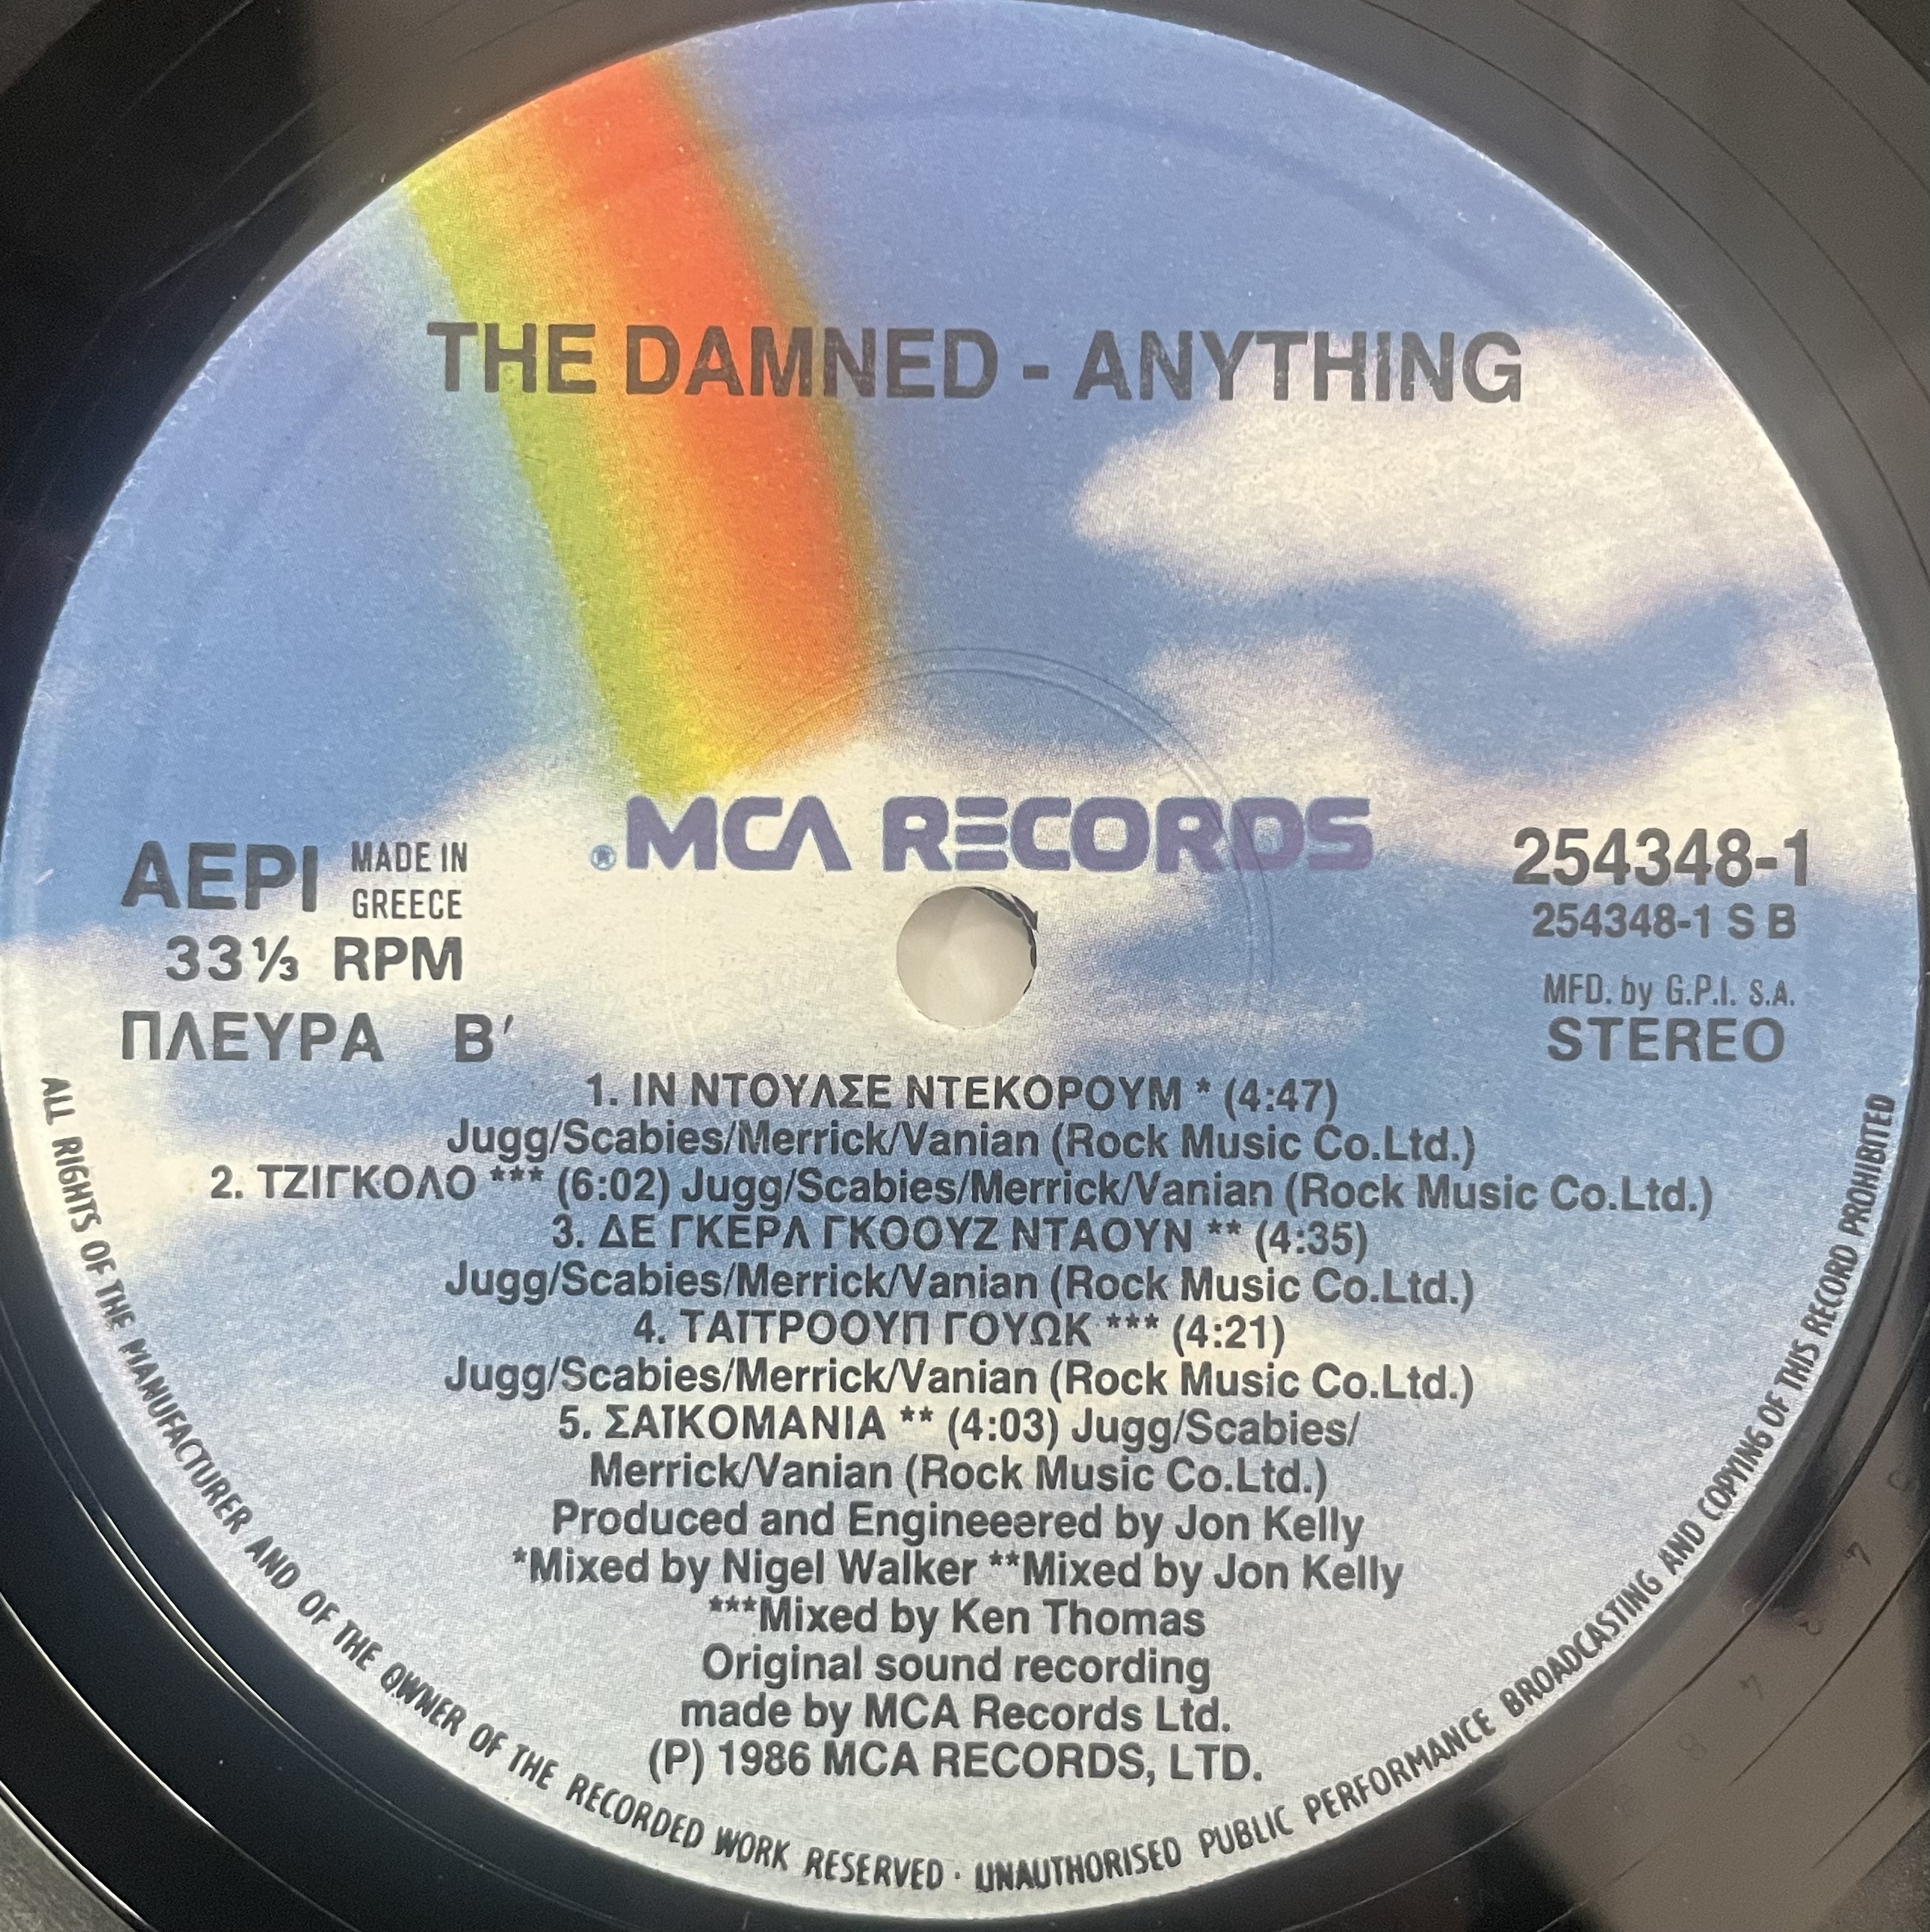 THE DAMNED - ANYTHING
® MCA RECORDS
ΑΕΡΙ MADE IN GREECE
33⅓ RPM
ΠΛΕΥΡΑ Β′
254348-1
254348-1 S B
MFD. by G.P.I. S.A.
STEREO
1. ΙΝ ΝΤΟΥΛΣΕ ΝΤΕΚΟΡΟΥΜ * (4:47)
Jugg/Scabies/Merrick/Vanian (Rock Music Co.Ltd.)
2. ΤΖΙΓΚΟΛΟ *** (6:02) Jugg/Scabies/Merrick/Vanian (Rock Music Co.Ltd.)
3. ΔΕ ΓΚΕΡΛ ΓΚΟΟΥΖ ΝΤΑΟΥΝ ** (4:35)
Jugg/Scabies/Merrick/Vanian (Rock Music Co.Ltd.)
4. ΤΑΪΤΡΟΟΥΠ ΓΟΥΩΚ *** (4:21)
Jugg/Scabies/Merrick/Vanian (Rock Music Co.Ltd.)
5. ΣΑΪΚΟΜΑΝΙΑ ** (4:03) Jugg/Scabies/
Merrick/Vanian (Rock Music Co.Ltd.)
Produced and Engineeered by Jon Kelly
*Mixed by Nigel Walker **Mixed by Jon Kelly
***Mixed by Ken Thomas
Original sound recording
made by MCA Records Ltd.
(P) 1986 MCA RECORDS, LTD.
ALL RIGHTS OF THE MANUFACTURER AND OF THE OWNER OF THE RECORDED WORK RESERVED · UNAUTHORISED PUBLIC PERFORMANCE BROADCASTING AND COPYING OF THIS RECORD PROHIBITED